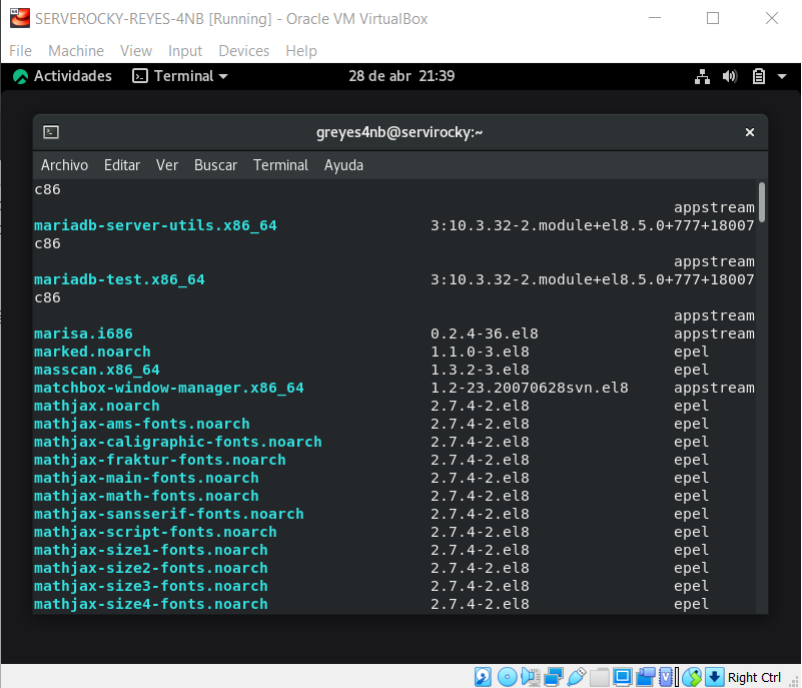 SERVEROCKY-REYES-4NB [Running] - Oracle VM VirtualBox
File Machine View Input Devices Help
Actividades Terminal 28 de abr 21:39
greyes4nb@servirocky:~
Archivo Editar Ver Buscar Terminal Ayuda
c86
appstream
mariadb-server-utils.x86_64 3:10.3.32-2.module+el8.5.0+777+18007
c86
appstream
mariadb-test.x86_64 3:10.3.32-2.module+el8.5.0+777+18007
c86
appstream
marisa.i686 0.2.4-36.el8 appstream
marked.noarch 1.1.0-3.el8 epel
masscan.x86_64 1.3.2-3.el8 epel
matchbox-window-manager.x86_64 1.2-23.20070628svn.el8 appstream
mathjax.noarch 2.7.4-2.el8 epel
mathjax-ams-fonts.noarch 2.7.4-2.el8 epel
mathjax-caligraphic-fonts.noarch 2.7.4-2.el8 epel
mathjax-fraktur-fonts.noarch 2.7.4-2.el8 epel
mathjax-main-fonts.noarch 2.7.4-2.el8 epel
mathjax-math-fonts.noarch 2.7.4-2.el8 epel
mathjax-sansserif-fonts.noarch 2.7.4-2.el8 epel
mathjax-script-fonts.noarch 2.7.4-2.el8 epel
mathjax-size1-fonts.noarch 2.7.4-2.el8 epel
mathjax-size2-fonts.noarch 2.7.4-2.el8 epel
mathjax-size3-fonts.noarch 2.7.4-2.el8 epel
mathjax-size4-fonts.noarch 2.7.4-2.el8 epel
Right Ctrl